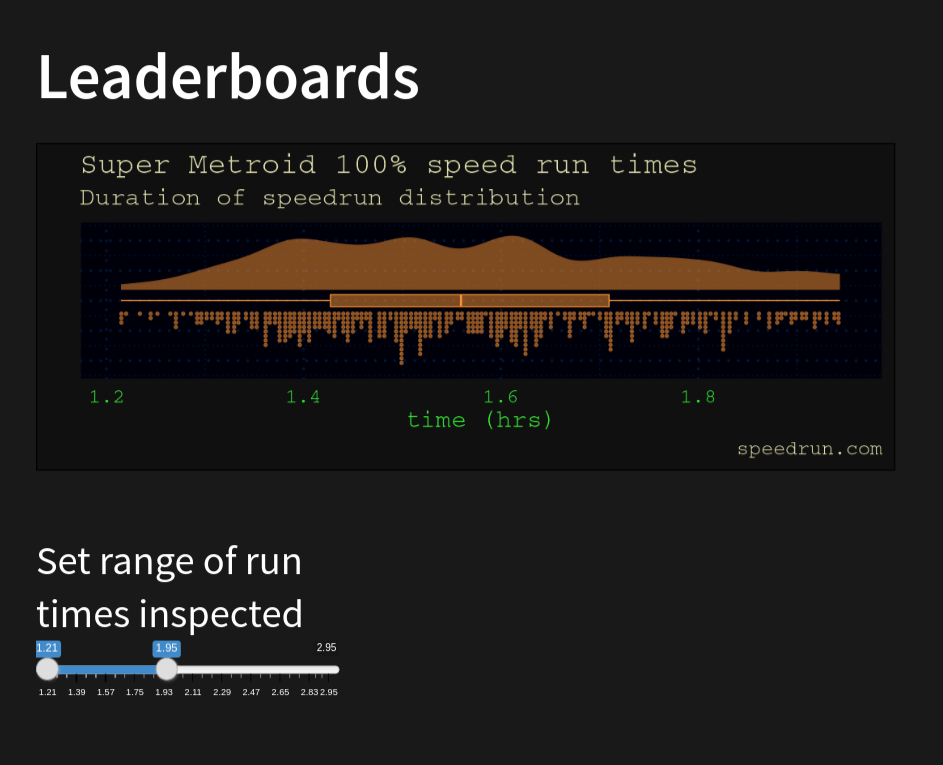 Leaderboards
Super Metroid 100% speed run times
Duration of speedrun distribution
1.2 1.4 1.6 1.8
time (hrs)
speedrun.com
Set range of run
times inspected
1.21 1.95 2.95
1.21 1.39 1.57 1.75 1.93 2.11 2.29 2.47 2.65 2.83 2.95